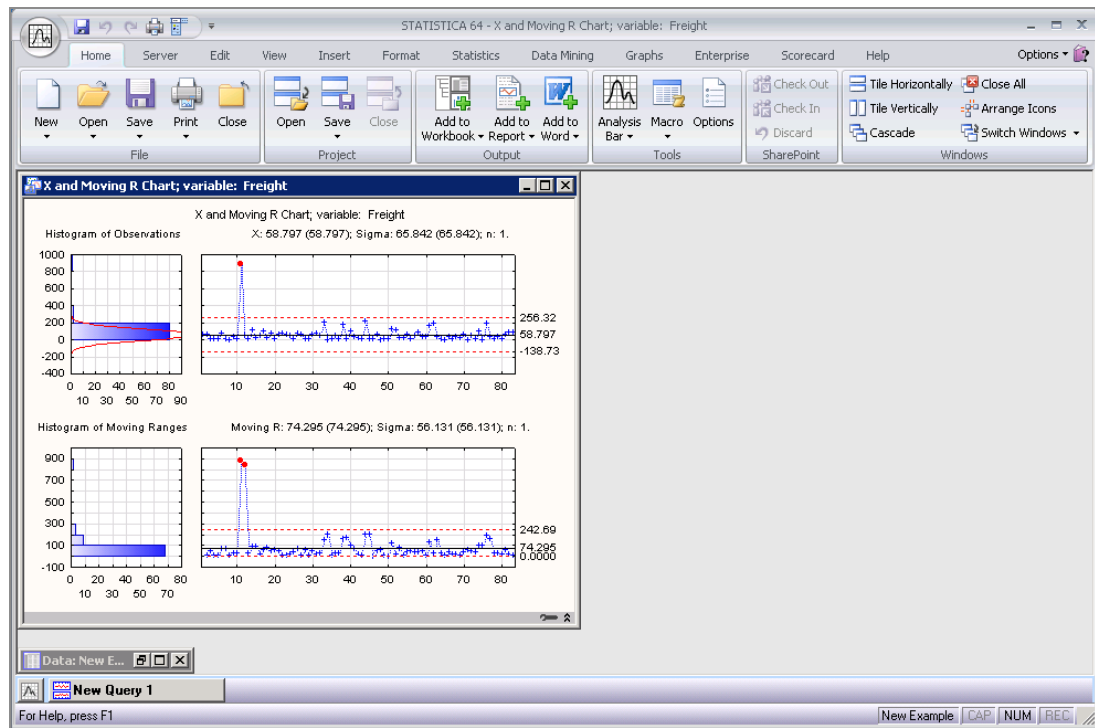 STATISTICA 64 - X and Moving R Chart; variable: Freight
Home Server Edit View Insert Format Statistics Data Mining Graphs Enterprise Scorecard Help Options
New Open Save Print Close
File
Open Save Close
Project
Add to Workbook Add to Report Add to Word
Output
Analysis Bar Macro Options
Tools
Check Out
Check In
Discard
SharePoint
Tile Horizontally Close All
Tile Vertically Arrange Icons
Cascade Switch Windows
Windows
X and Moving R Chart; variable: Freight
X and Moving R Chart; variable: Freight
Histogram of Observations X: 58.797 (58.797); Sigma: 65.842 (65.842); n: 1.
1000
800
600
400
200
0
-200
-400
256.32
58.797
-138.73
0 20 40 60 80
10 30 50 70 90
10 20 30 40 50 60 70 80
Histogram of Moving Ranges Moving R: 74.295 (74.295); Sigma: 56.131 (56.131); n: 1.
900
700
500
300
100
-100
242.69
74.295
0.0000
0 20 40 60 80
10 30 50 70
10 20 30 40 50 60 70 80
Data: New E...
New Query 1
For Help, press F1 New Example CAP NUM REC